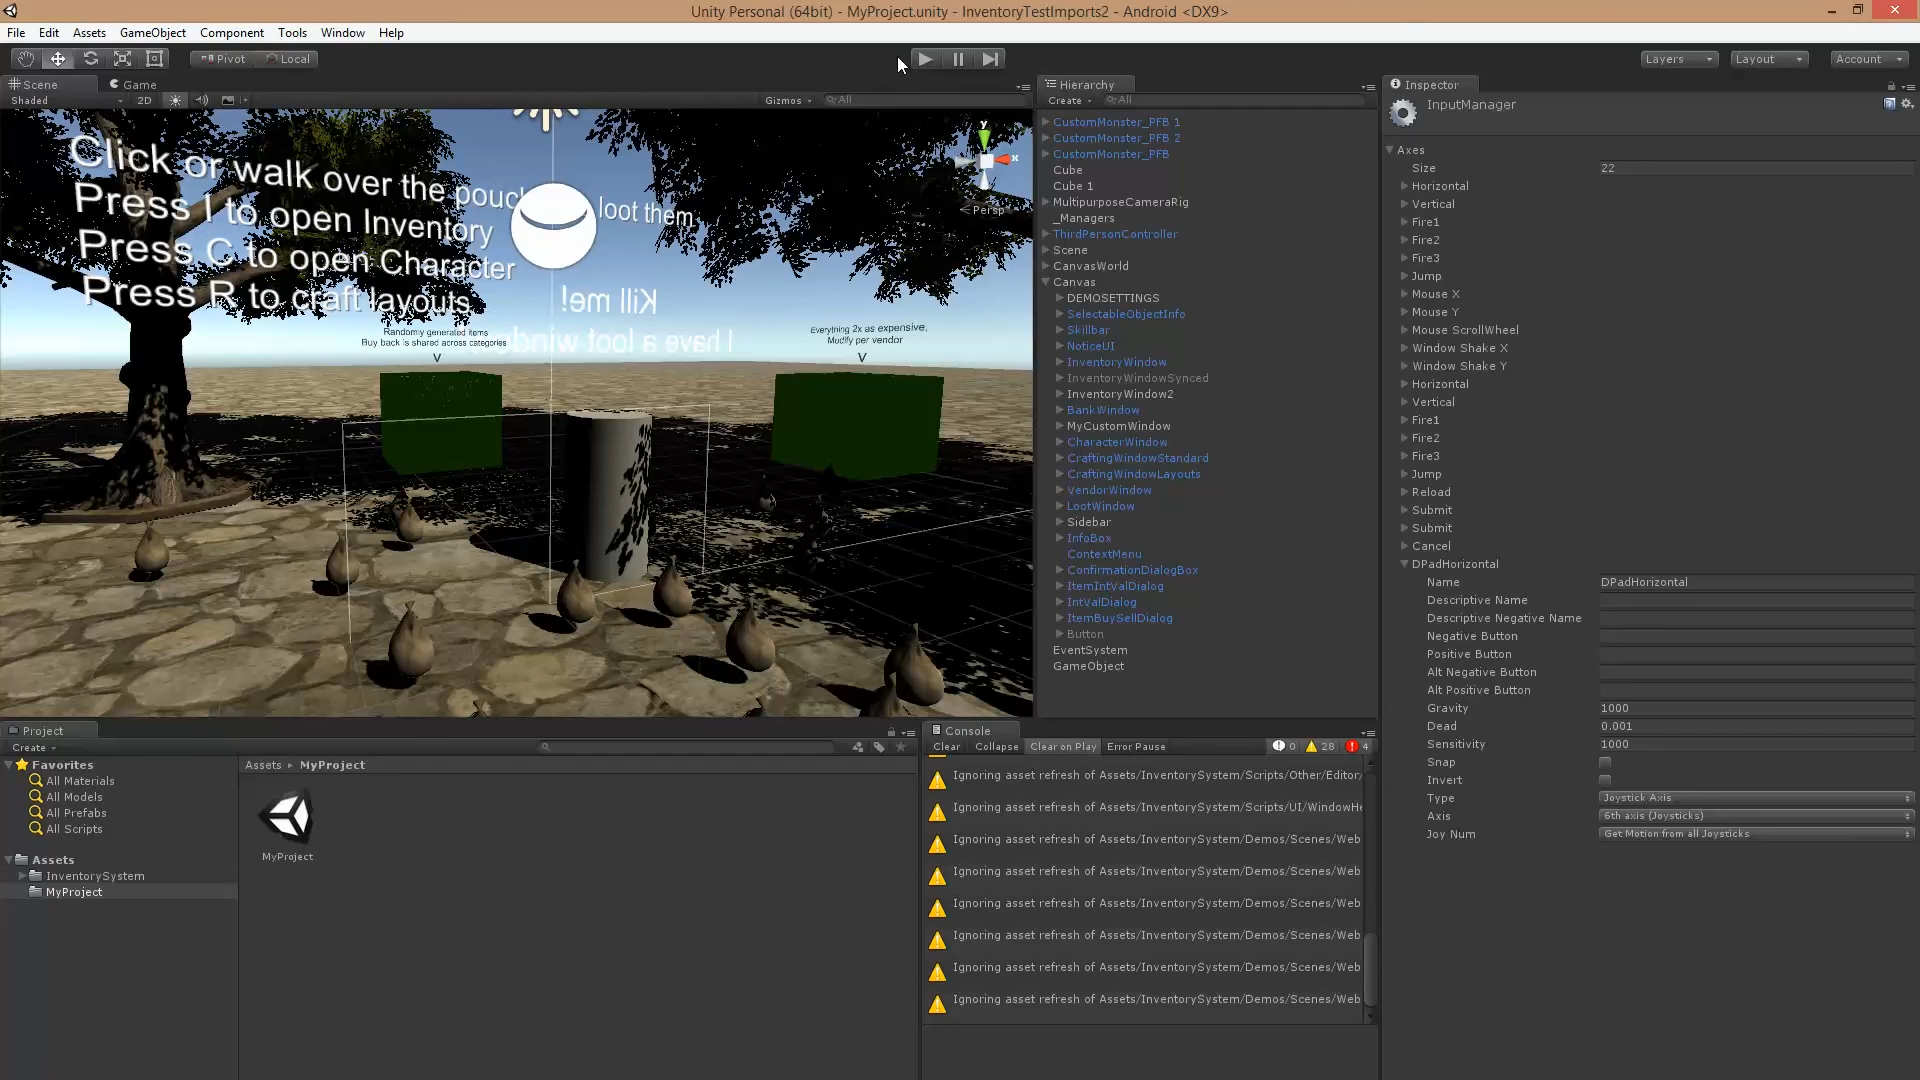 Unity Personal (64bit) - MyProject.unity - InventoryTestImports2 - Android <DX9>
File Edit Assets GameObject Component Tools Window Help
Pivot Local
Layers Layout Account
Scene Game
Shaded 2D Gizmos All
Click or walk over the pouc loot them
Press I to open Inventory
Press C to open Character
Press R to craft layouts
Kill me!
I have a loot window
Randomly generated items
Buy back is shared across categories
V
Everything 2x as expensive,
Modify per vendor
V
y
x
Persp
Hierarchy
Create All
CustomMonster_PFB 1
CustomMonster_PFB 2
CustomMonster_PFB
Cube
Cube 1
MultipurposeCameraRig
_Managers
ThirdPersonController
Scene
CanvasWorld
Canvas
DEMOSETTINGS
SelectableObjectInfo
Skillbar
NoticeUI
InventoryWindow
InventoryWindowSynced
InventoryWindow2
BankWindow
MyCustomWindow
CharacterWindow
CraftingWindowStandard
CraftingWindowLayouts
VendorWindow
LootWindow
Sidebar
InfoBox
ContextMenu
ConfirmationDialogBox
ItemIntValDialog
IntValDialog
ItemBuySellDialog
Button
EventSystem
GameObject
Inspector
InputManager
Axes
Size 22
Horizontal
Vertical
Fire1
Fire2
Fire3
Jump
Mouse X
Mouse Y
Mouse ScrollWheel
Window Shake X
Window Shake Y
Horizontal
Vertical
Fire1
Fire2
Fire3
Jump
Reload
Submit
Submit
Cancel
DPadHorizontal
Name DPadHorizontal
Descriptive Name
Descriptive Negative Name
Negative Button
Positive Button
Alt Negative Button
Alt Positive Button
Gravity 1000
Dead 0.001
Sensitivity 1000
Snap
Invert
Type Joystick Axis
Axis 6th axis (Joysticks)
Joy Num Get Motion from all Joysticks
Project
Create
Favorites
All Materials
All Models
All Prefabs
All Scripts
Assets
InventorySystem
MyProject
Assets MyProject
MyProject
Console
Clear Collapse Clear on Play Error Pause 0 28 4
Ignoring asset refresh of Assets/InventorySystem/Scripts/Other/Editor/
Ignoring asset refresh of Assets/InventorySystem/Scripts/UI/WindowHe
Ignoring asset refresh of Assets/InventorySystem/Demos/Scenes/Web
Ignoring asset refresh of Assets/InventorySystem/Demos/Scenes/Web
Ignoring asset refresh of Assets/InventorySystem/Demos/Scenes/Web
Ignoring asset refresh of Assets/InventorySystem/Demos/Scenes/Web
Ignoring asset refresh of Assets/InventorySystem/Demos/Scenes/Web
Ignoring asset refresh of Assets/InventorySystem/Demos/Scenes/Web